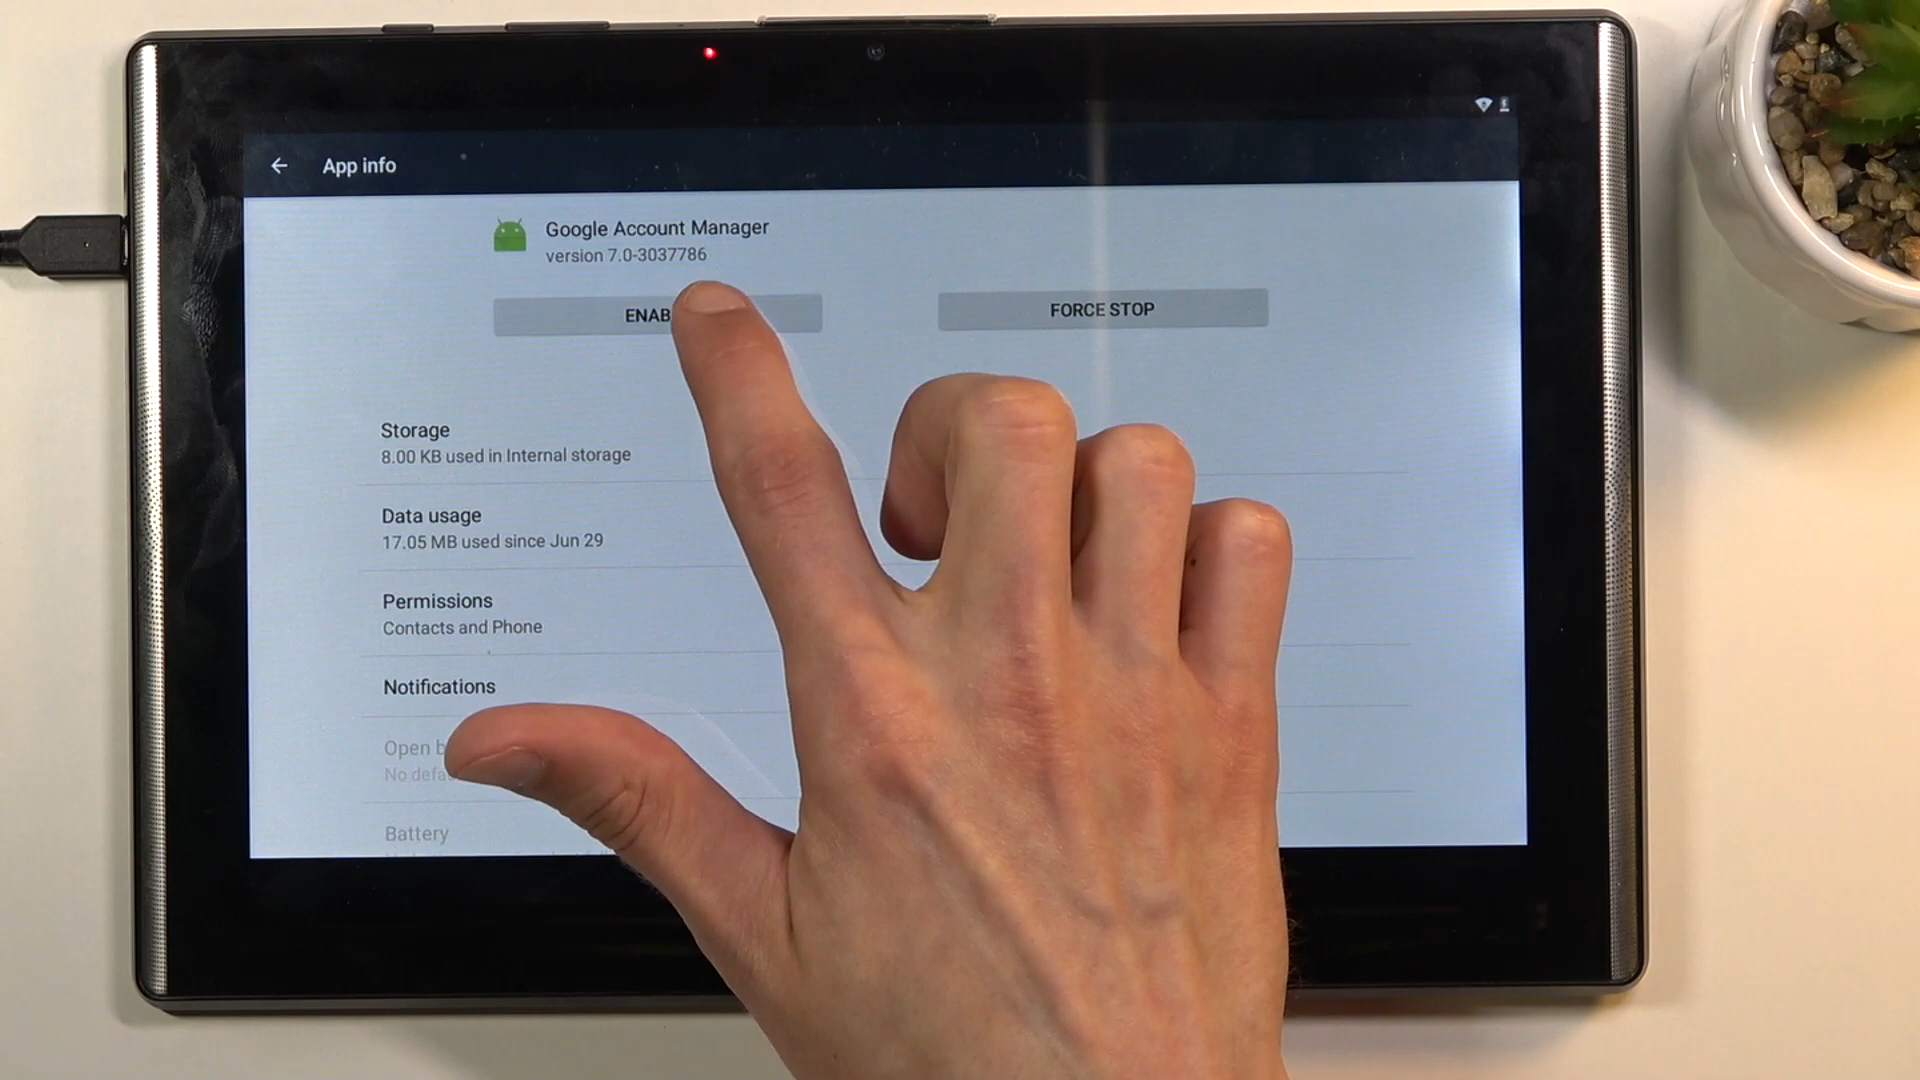 App info
Google Account Manager
version 7.0-3037786
ENAB
FORCE STOP
Storage
8.00 KB used in Internal storage
Data usage
17.05 MB used since Jun 29
Permissions
Contacts and Phone
Notifications
Open b
No defa
Battery